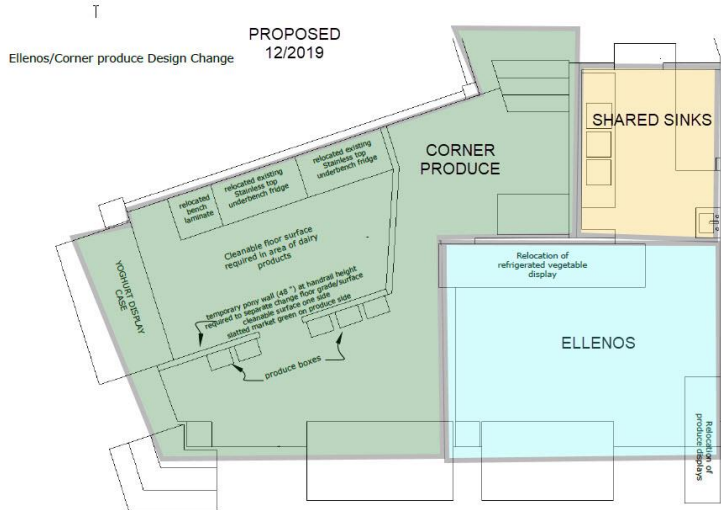 PROPOSED
12/2019
Ellenos/Corner produce Design Change
SHARED SINKS
CORNER
PRODUCE
relocated
bench
laminate
relocated existing
Stainless top
underbench fridge
relocated existing
Stainless top
underbench fridge
Cleanable floor surface
required in area of dairy
products
YOGHURT DISPLAY
CASE
temporary pony wall (48 ") at handrail height
required to separate change floor grade/surface
cleanable surface one side
slatted market green on produce side
produce boxes
Relocation of
refrigerated vegetable
display
ELLENOS
Relocation of
produce displays